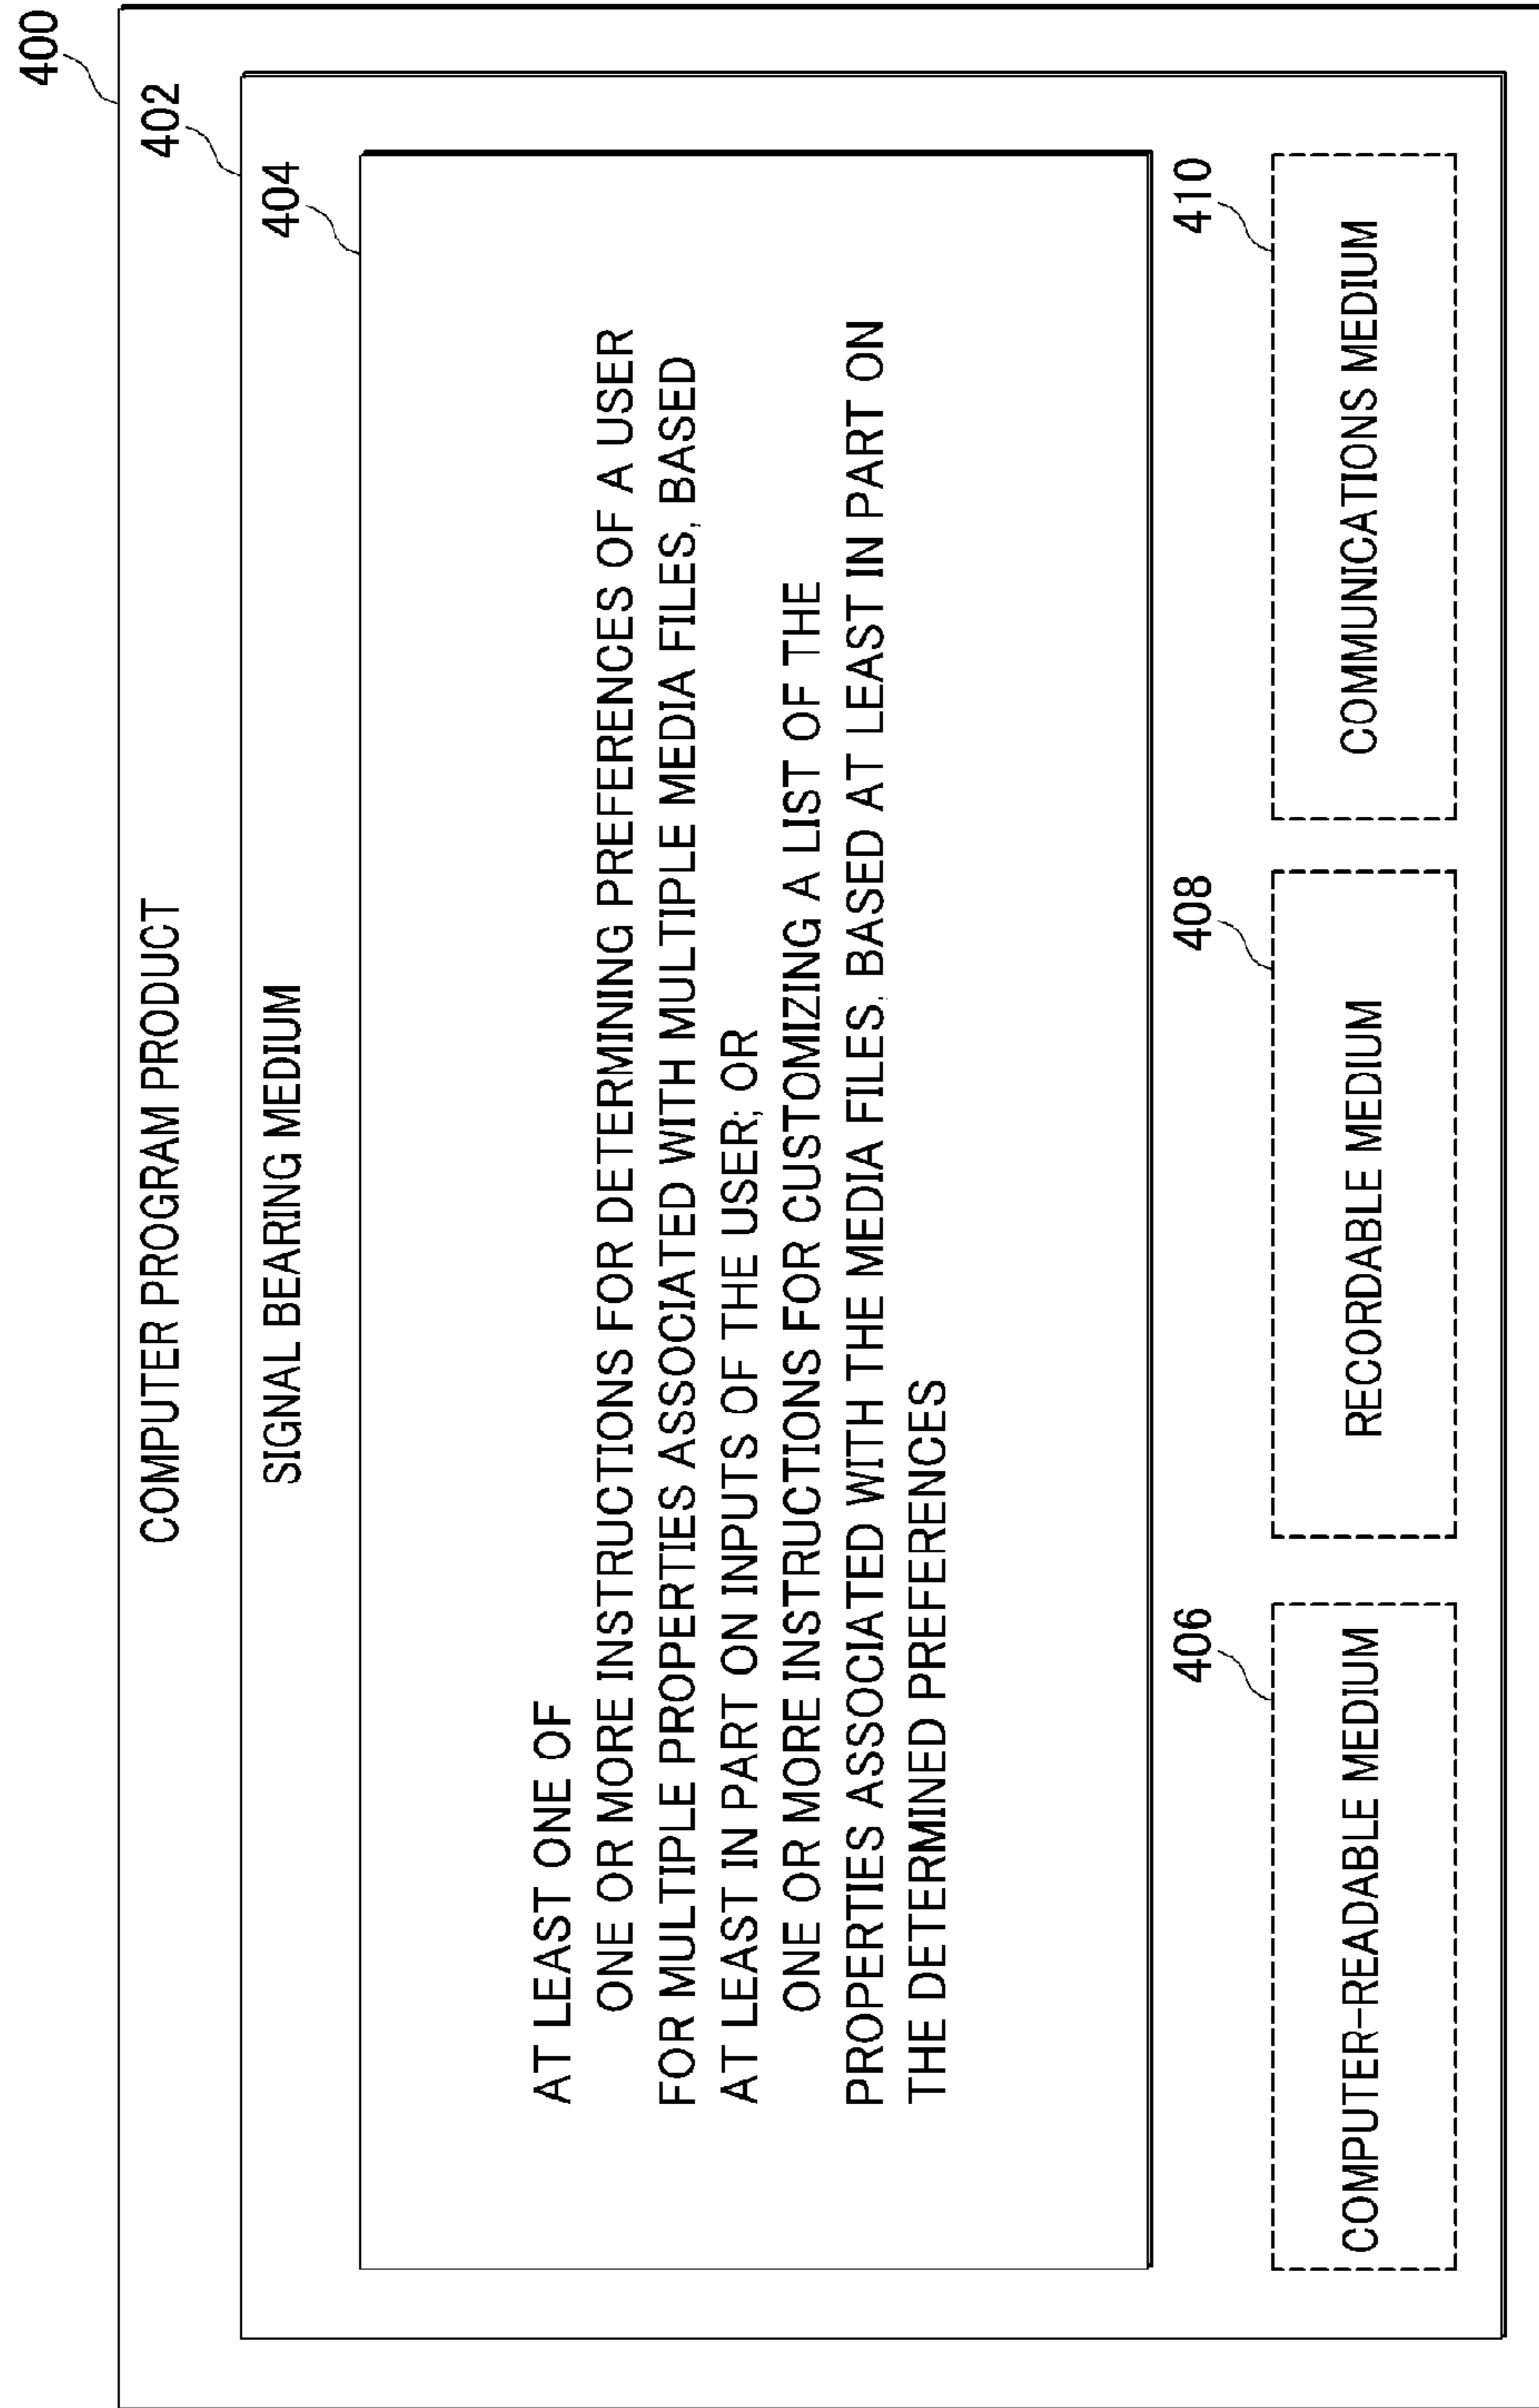 400
COMPUTER PROGRAM PRODUCT
402
SIGNAL BEARING MEDIUM
404
AT LEAST ONE OF
ONE OR MORE INSTRUCTIONS FOR DETERMINING PREFERENCES OF A USER
FOR MULTIPLE PROPERTIES ASSOCIATED WITH MULTIPLE MEDIA FILES, BASED
AT LEAST IN PART ON INPUTS OF THE USER; OR
ONE OR MORE INSTRUCTIONS FOR CUSTOMIZING A LIST OF THE
PROPERTIES ASSOCIATED WITH THE MEDIA FILES, BASED AT LEAST IN PART ON
THE DETERMINED PREFERENCES
406
COMPUTER-READABLE MEDIUM
408
RECORDABLE MEDIUM
410
COMMUNICATIONS MEDIUM